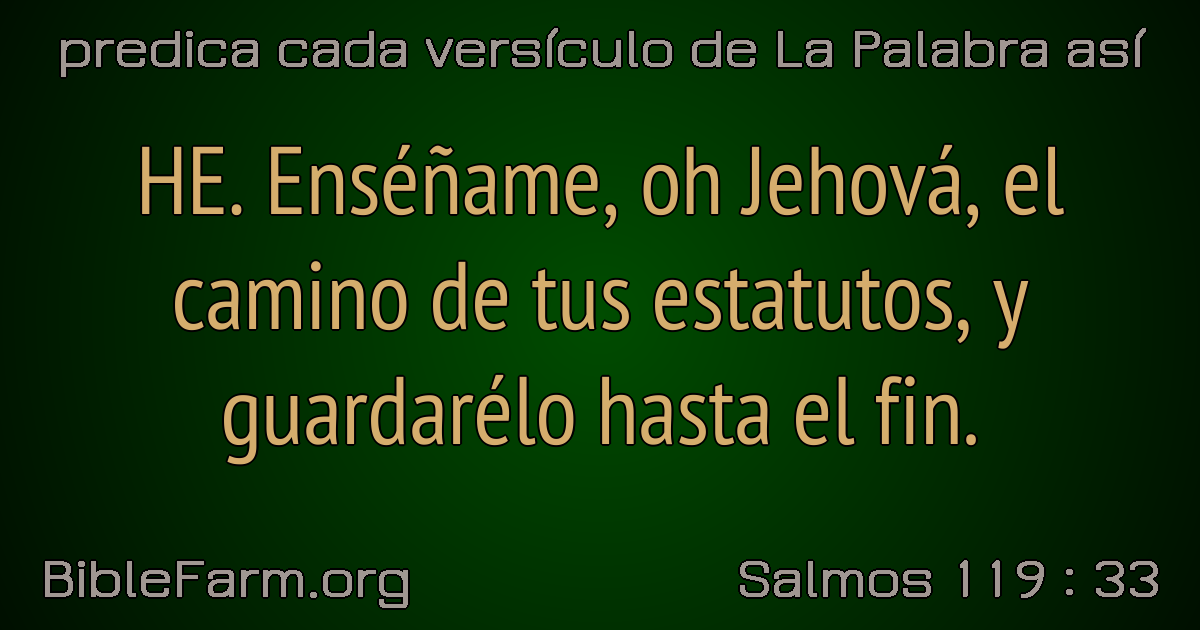 predica cada versículo de La Palabra así
HE. Enséñame, oh Jehová, el
camino de tus estatutos, y
guardarélo hasta el fin.
BibleFarm.org
Salmos 119 : 33